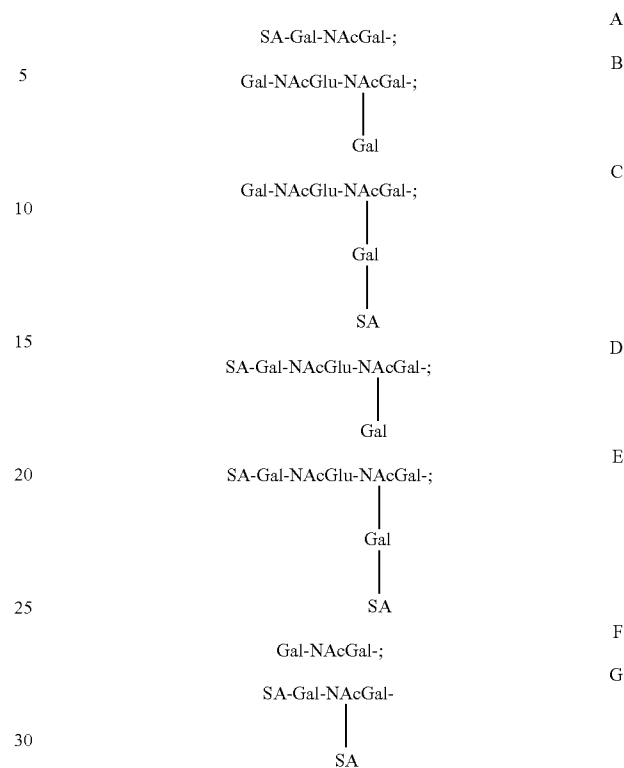 A
SA-Gal-NAcGal-;
B
5
Gal-NAcGlu-NAcGal-;
Gal
C
Gal-NAcGlu-NAcGal-;
10
Gal
SA
15
D
SA-Gal-NAcGlu-NAcGal-;
Gal
E
20
SA-Gal-NAcGlu-NAcGal-;
Gal
25
SA
F
Gal-NAcGal-;
G
SA-Gal-NAcGal-
30
SA